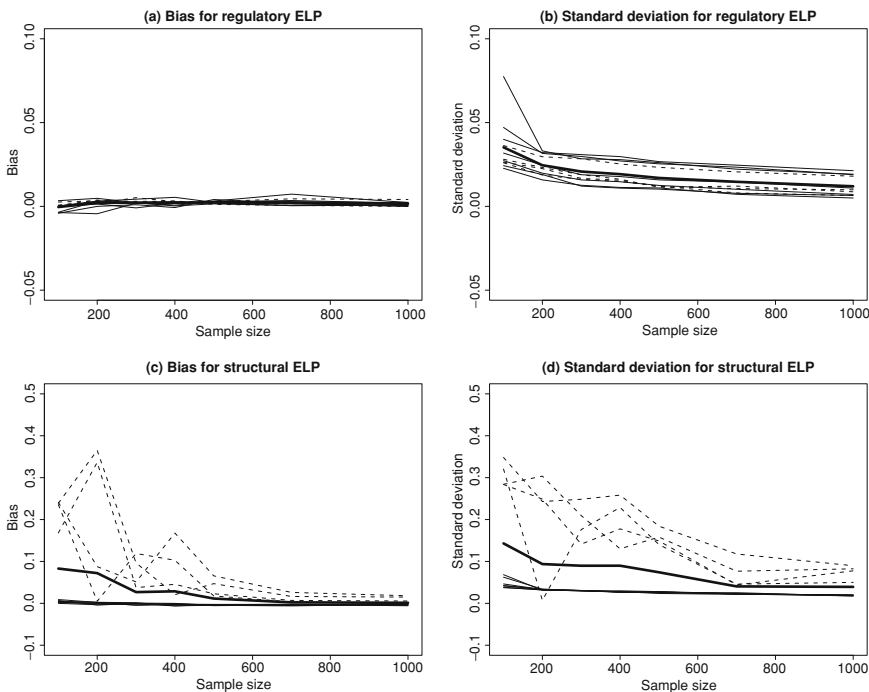 (a) Bias for regulatory ELP
0.10
0.05
0.00
−0.05
Bias
200 400 600 800 1000
Sample size
(b) Standard deviation for regulatory ELP
0.10
0.05
0.00
−0.05
Standard deviation
200 400 600 800 1000
Sample size
(c) Bias for structural ELP
0.5
0.4
0.3
0.2
0.1
0.0
−0.1
Bias
200 400 600 800 1000
Sample size
(d) Standard deviation for structural ELP
0.5
0.4
0.3
0.2
0.1
0.0
−0.1
Standard deviation
200 400 600 800 1000
Sample size